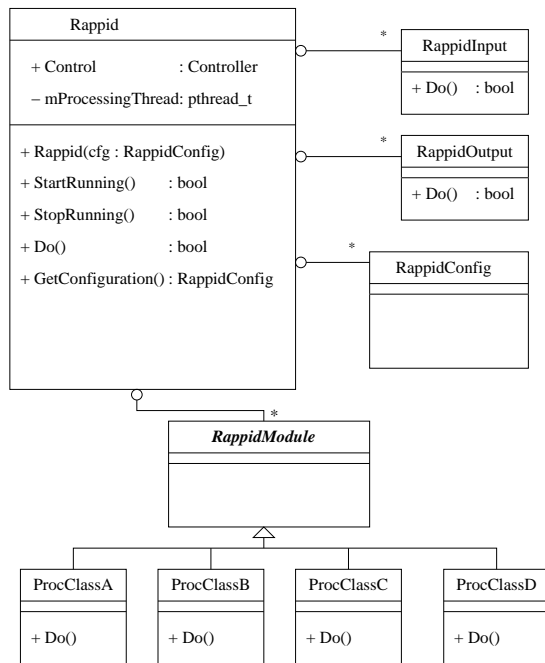 Rappid
+ Control : Controller
– mProcessingThread: pthread_t
+ Rappid(cfg : RappidConfig)
+ StartRunning() : bool
+ StopRunning() : bool
+ Do() : bool
+ GetConfiguration() : RappidConfig
*
RappidInput
+ Do() : bool
*
RappidOutput
+ Do() : bool
*
RappidConfig
*
RappidModule
ProcClassA
+ Do()
ProcClassB
+ Do()
ProcClassC
+ Do()
ProcClassD
+ Do()